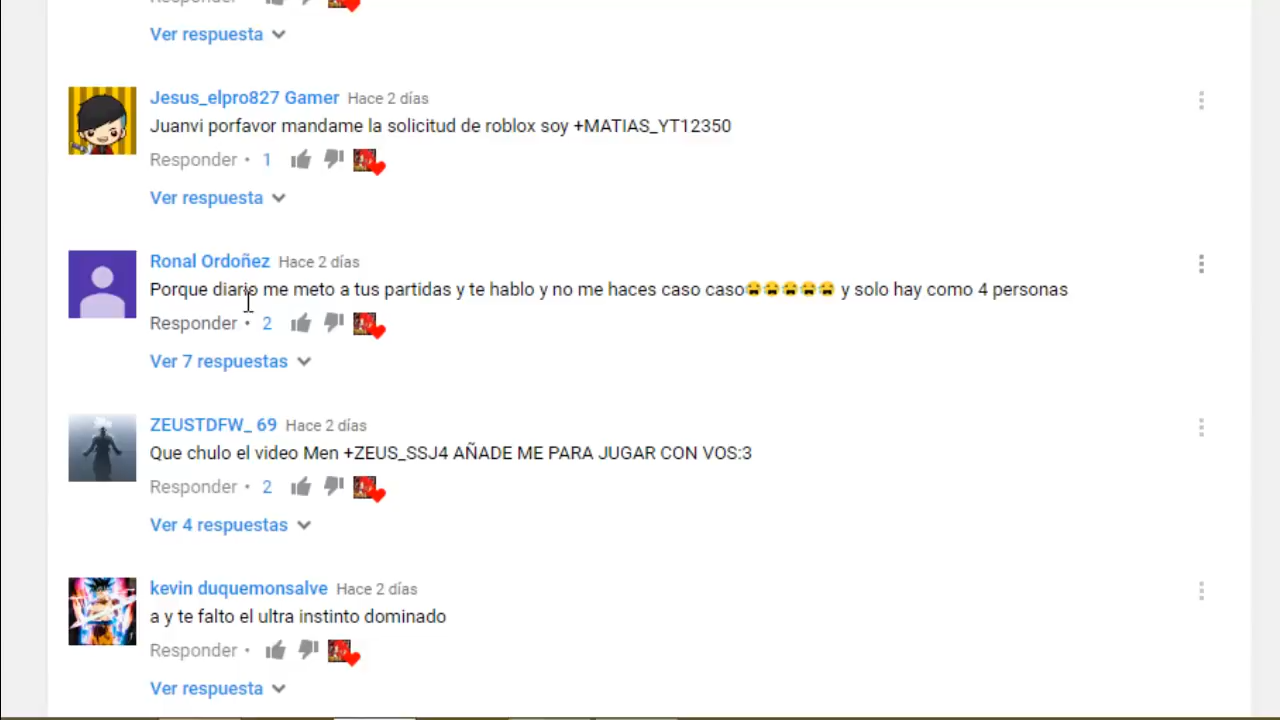 Ver respuesta
Jesus_elpro827 Gamer Hace 2 días
Juanvi porfavor mandame la solicitud de roblox soy +MATIAS_YT12350
Responder • 1
Ver respuesta
Ronal Ordoñez Hace 2 días
Porque diario me meto a tus partidas y te hablo y no me haces caso caso😭😭😭😭😭 y solo hay como 4 personas
Responder • 2
Ver 7 respuestas
ZEUSTDFW_ 69 Hace 2 días
Que chulo el video Men +ZEUS_SSJ4 AÑADE ME PARA JUGAR CON VOS:3
Responder • 2
Ver 4 respuestas
kevin duquemonsalve Hace 2 días
a y te falto el ultra instinto dominado
Responder •
Ver respuesta